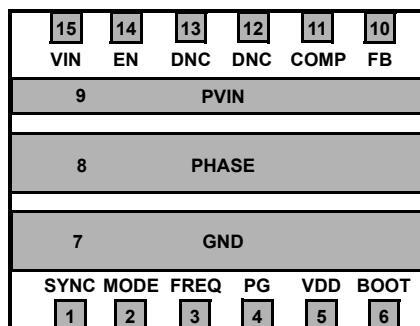 15 14 13 12 11 10
VIN EN DNC DNC COMP FB
9 PVIN
8 PHASE
7 GND
SYNC MODE FREQ PG VDD BOOT
1 2 3 4 5 6